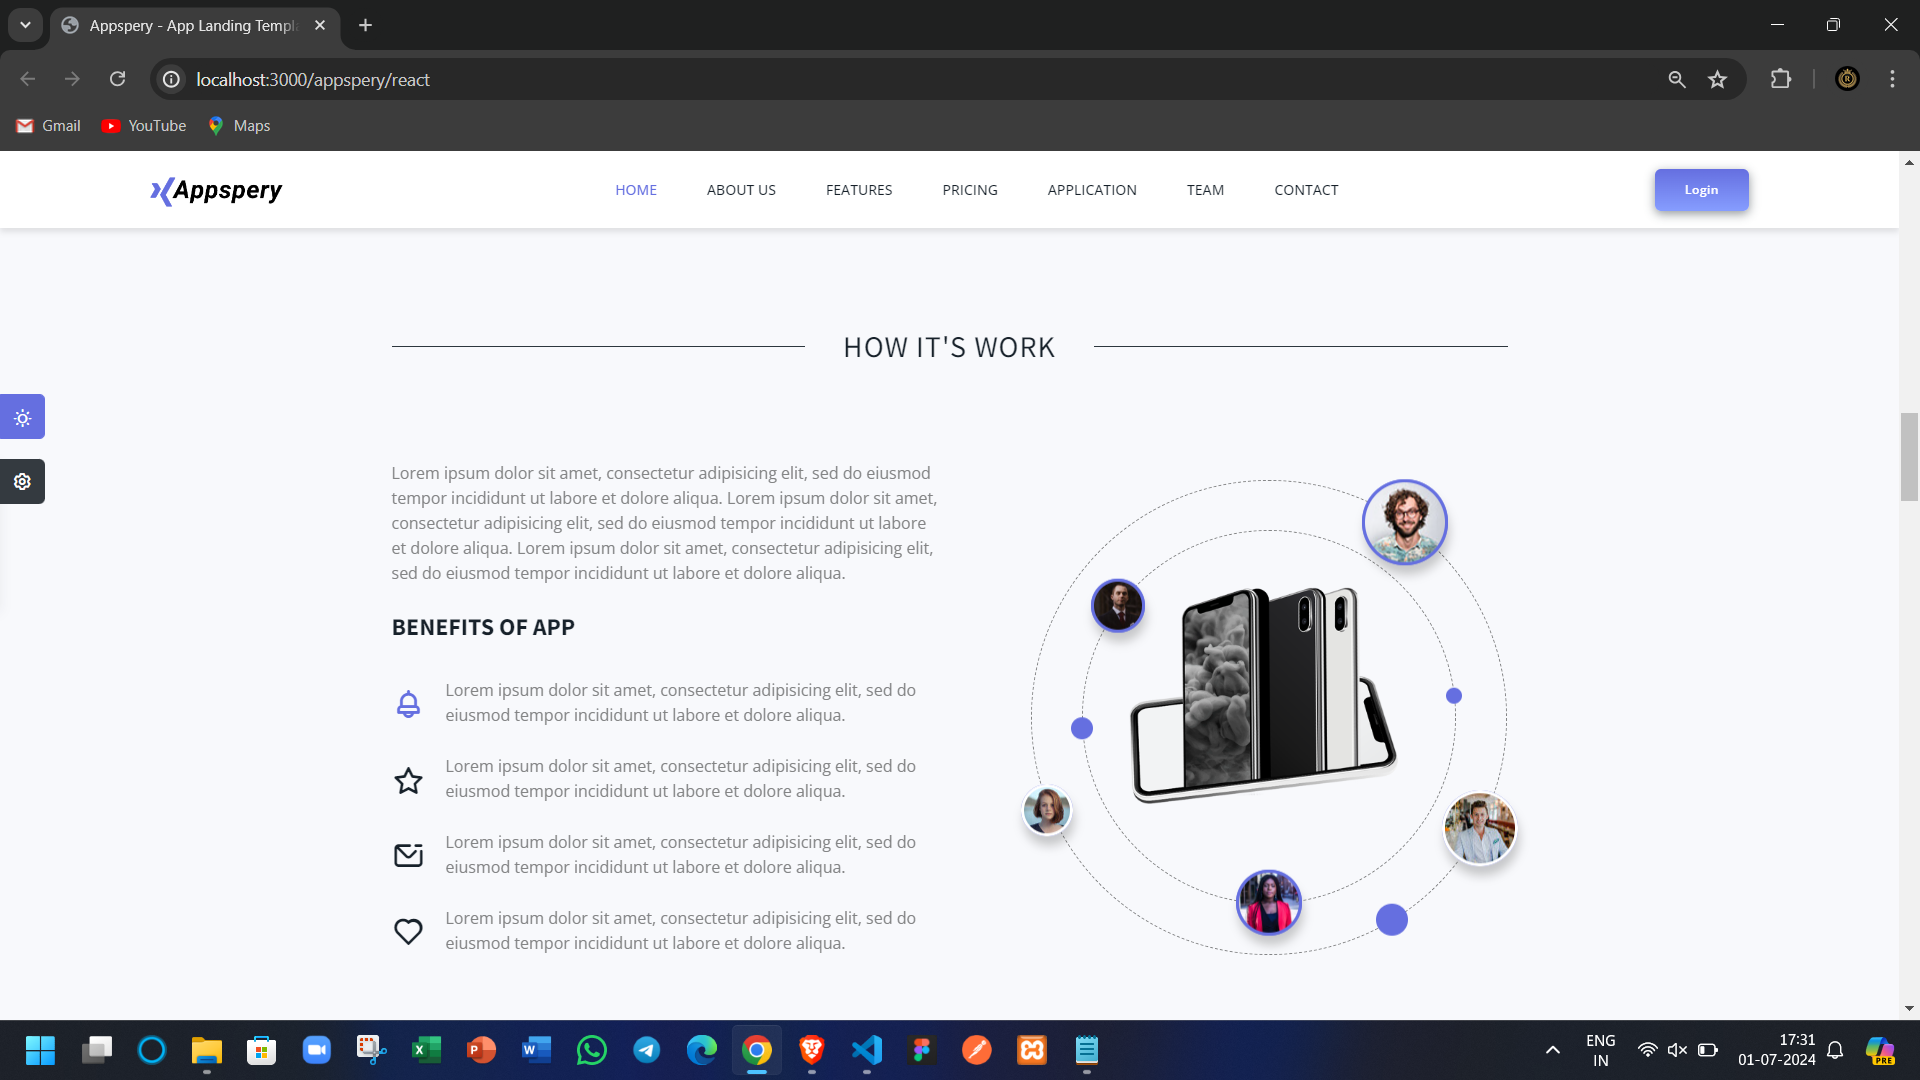 Appspery - App Landing Templa
localhost:3000/appspery/react
Gmail
YouTube
Maps
Appspery
HOME
ABOUT US
FEATURES
PRICING
APPLICATION
TEAM
CONTACT
Login
HOW IT'S WORK
Lorem ipsum dolor sit amet, consectetur adipisicing elit, sed do eiusmod
tempor incididunt ut labore et dolore aliqua. Lorem ipsum dolor sit amet,
consectetur adipisicing elit, sed do eiusmod tempor incididunt ut labore
et dolore aliqua. Lorem ipsum dolor sit amet, consectetur adipisicing elit,
sed do eiusmod tempor incididunt ut labore et dolore aliqua.
BENEFITS OF APP
Lorem ipsum dolor sit amet, consectetur adipisicing elit, sed do
eiusmod tempor incididunt ut labore et dolore aliqua.
Lorem ipsum dolor sit amet, consectetur adipisicing elit, sed do
eiusmod tempor incididunt ut labore et dolore aliqua.
Lorem ipsum dolor sit amet, consectetur adipisicing elit, sed do
eiusmod tempor incididunt ut labore et dolore aliqua.
Lorem ipsum dolor sit amet, consectetur adipisicing elit, sed do
eiusmod tempor incididunt ut labore et dolore aliqua.
ENG
IN
17:31
01-07-2024
PRE